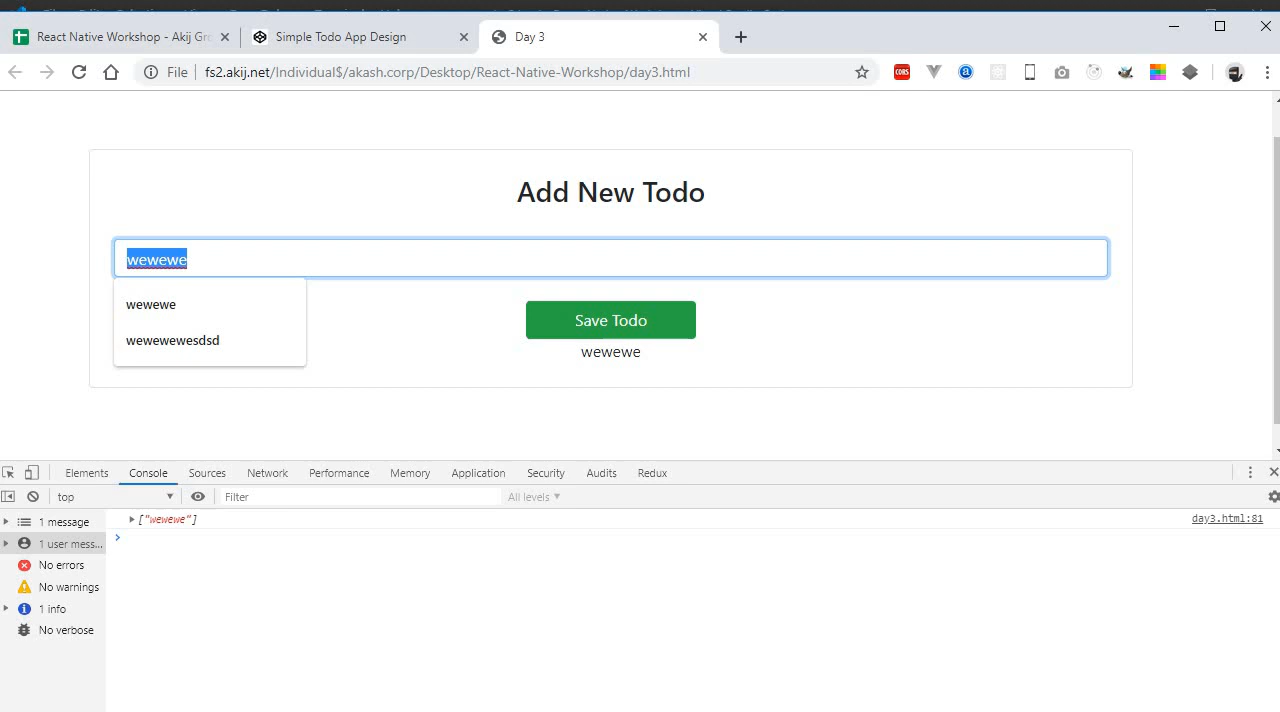 React Native Workshop - Akij Gr
Simple Todo App Design
Day 3
File
fs2.akij.net/Individual$/akash.corp/Desktop/React-Native-Workshop/day3.html
CORS
Add New Todo
wewewe
wewewe
wewewewesdsd
Save Todo
wewewe
Elements
Console
Sources
Network
Performance
Memory
Application
Security
Audits
Redux
top
Filter
All levels
1 message
["wewewe"]
day3.html:81
1 user mess...
No errors
No warnings
1 info
No verbose